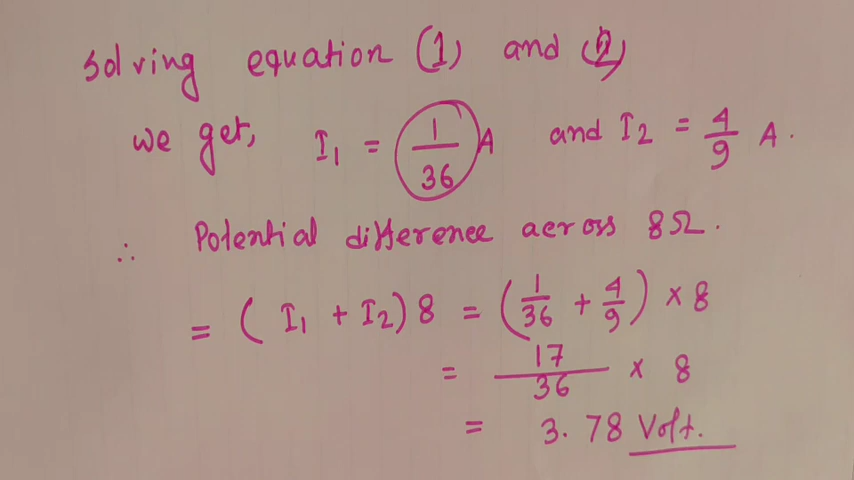 Solving equation (1) and (2)
we get, I₁ = 1/36 A and I₂ = 4/9 A.
∴ Potential difference across 8Ω.
= (I₁ + I₂) 8 = (1/36 + 4/9) × 8
= 17/36 × 8
= 3.78 Volt.